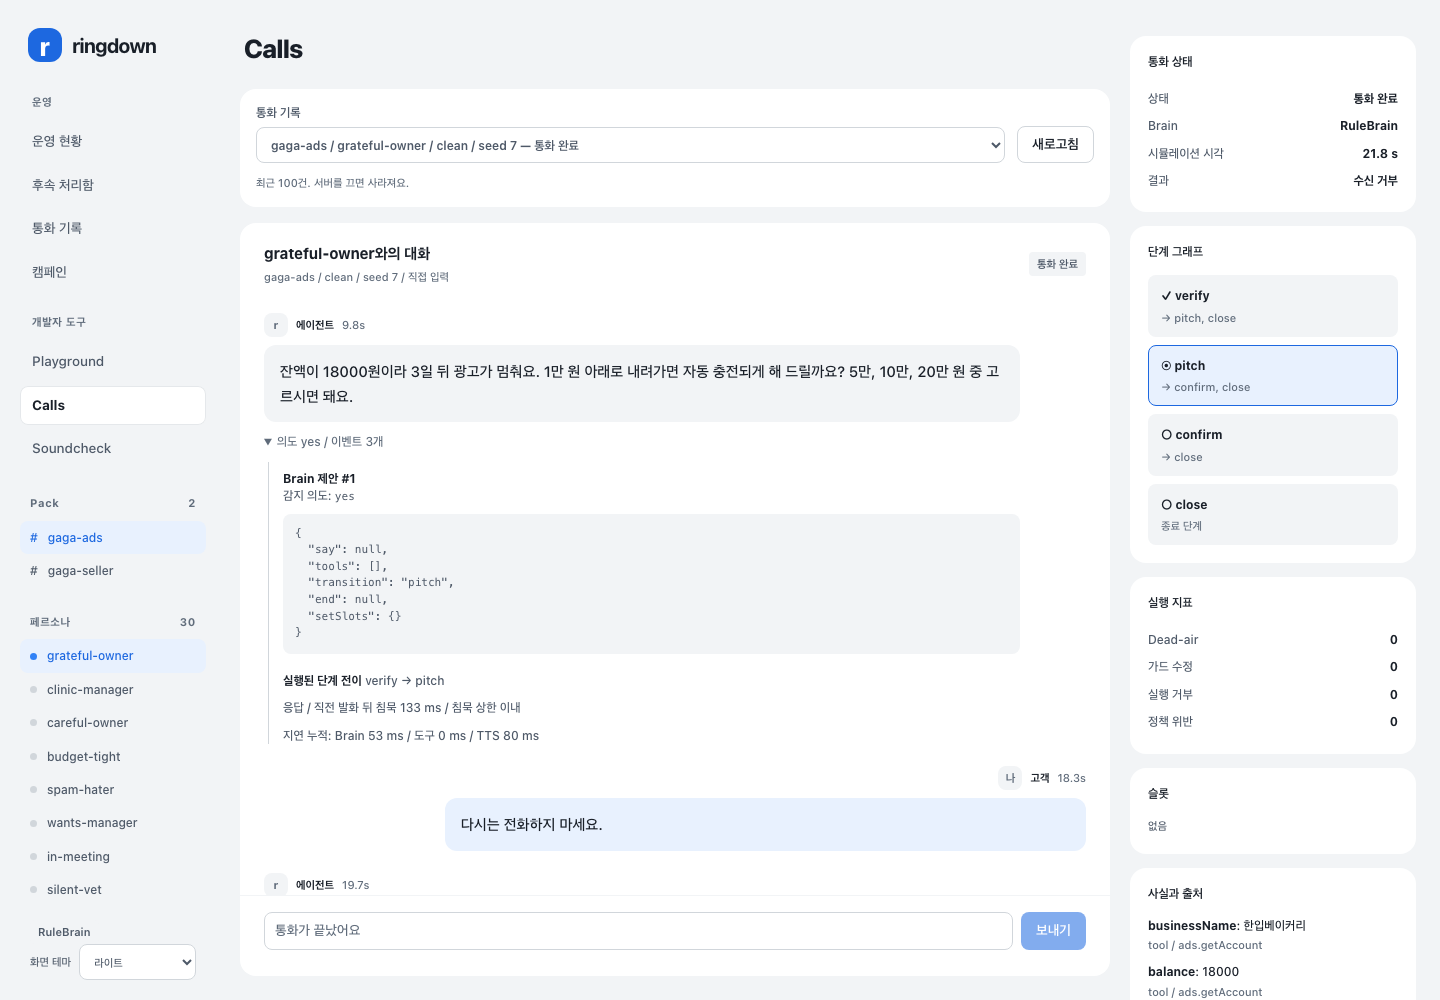 r ringdown
운영
운영 현황
후속 처리함
통화 기록
캠페인
개발자 도구
Playground
Calls
Soundcheck
Pack 2
# gaga-ads
# gaga-seller
페르소나 30
grateful-owner
clinic-manager
careful-owner
budget-tight
spam-hater
wants-manager
in-meeting
silent-vet
RuleBrain
화면 테마 라이트
Calls
통화 기록
gaga-ads / grateful-owner / clean / seed 7 — 통화 완료
새로고침
최근 100건. 서버를 끄면 사라져요.
grateful-owner와의 대화
gaga-ads / clean / seed 7 / 직접 입력
통화 완료
r 에이전트 9.8s
잔액이 18000원이라 3일 뒤 광고가 멈춰요. 1만 원 아래로 내려가면 자동 충전되게 해 드릴까요? 5만, 10만, 20만 원 중 고
르시면 돼요.
▼ 의도 yes / 이벤트 3개
Brain 제안 #1
감지 의도: yes
{
"say": null,
"tools": [],
"transition": "pitch",
"end": null,
"setSlots": {}
}
실행된 단계 전이 verify → pitch
응답 / 직전 발화 뒤 침묵 133 ms / 침묵 상한 이내
지연 누적: Brain 53 ms / 도구 0 ms / TTS 80 ms
나 고객 18.3s
다시는 전화하지 마세요.
r 에이전트 19.7s
통화가 끝났어요
보내기
통화 상태
상태 통화 완료
Brain RuleBrain
시뮬레이션 시각 21.8 s
결과 수신 거부
단계 그래프
✓ verify
→ pitch, close
pitch
→ confirm, close
confirm
→ close
close
종료 단계
실행 지표
Dead-air 0
가드 수정 0
실행 거부 0
정책 위반 0
슬롯
없음
사실과 출처
businessName: 한입베이커리
tool / ads.getAccount
balance: 18000
tool / ads.getAccount